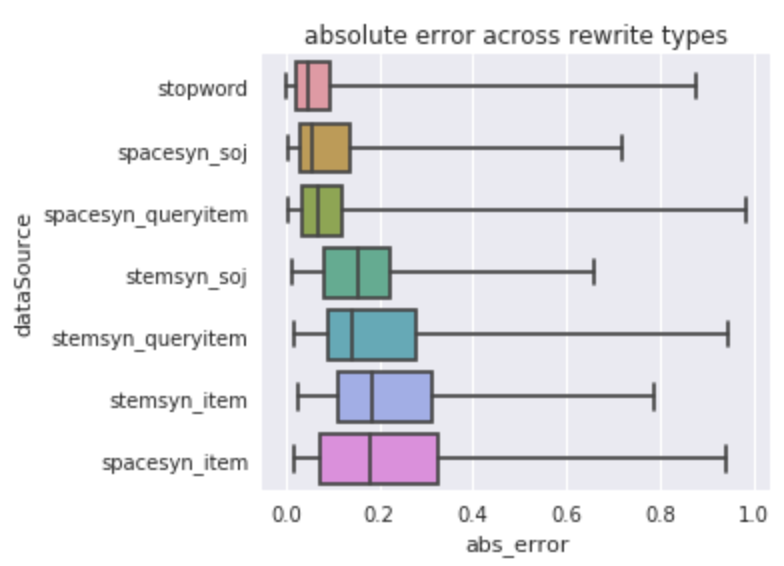 absolute error across rewrite types
stopword
spacesyn_soj
spacesyn_queryitem
stemsyn_soj
stemsyn_queryitem
stemsyn_item
spacesyn_item
dataSource
0.0 0.2 0.4 0.6 0.8 1.0
abs_error